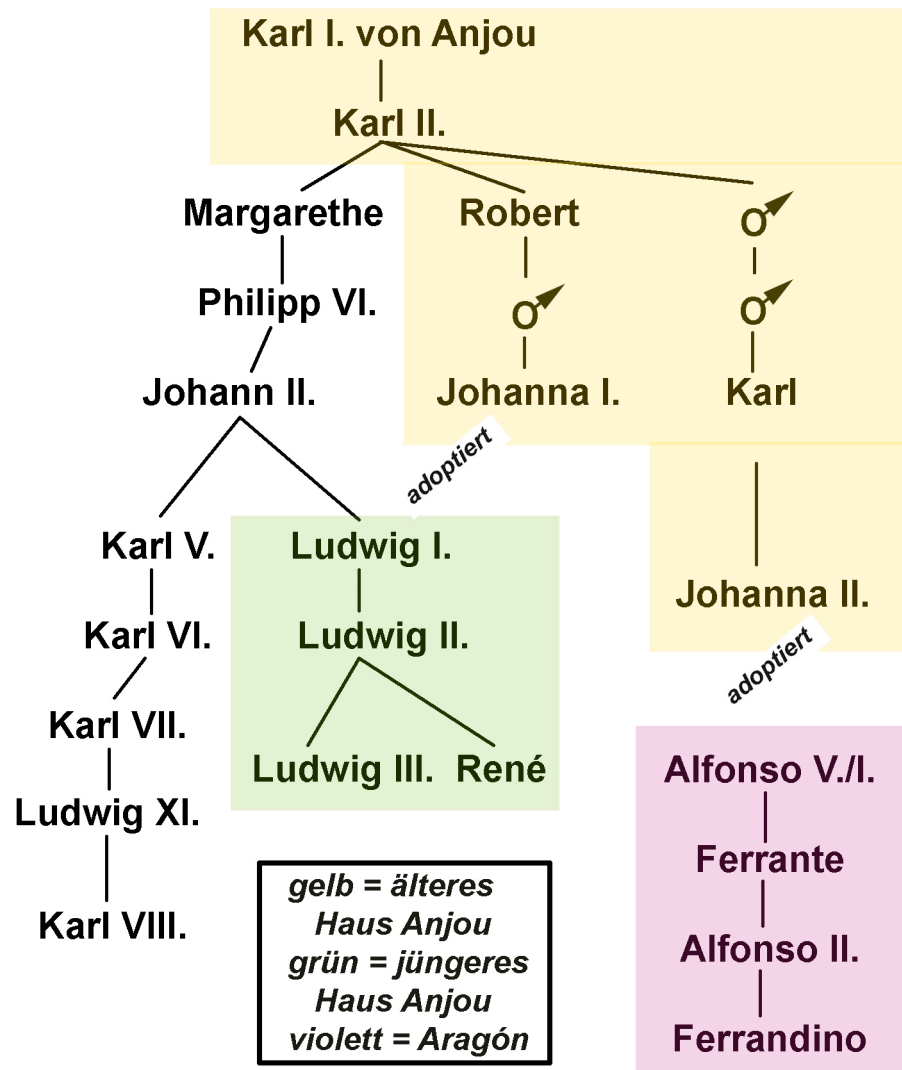 Karl I. von Anjou
Karl II.
Margarethe Robert
Philipp VI.
Johann II. Johanna I. Karl
adoptiert
Karl V. Ludwig I.
Johanna II.
Karl VI. Ludwig II.
adoptiert
Karl VII.
Ludwig III. René Alfonso V./I.
Ludwig XI.
Ferrante
Karl VIII.
Alfonso II.
Ferrandino
gelb = älteres
Haus Anjou
grün = jüngeres
Haus Anjou
violett = Aragón